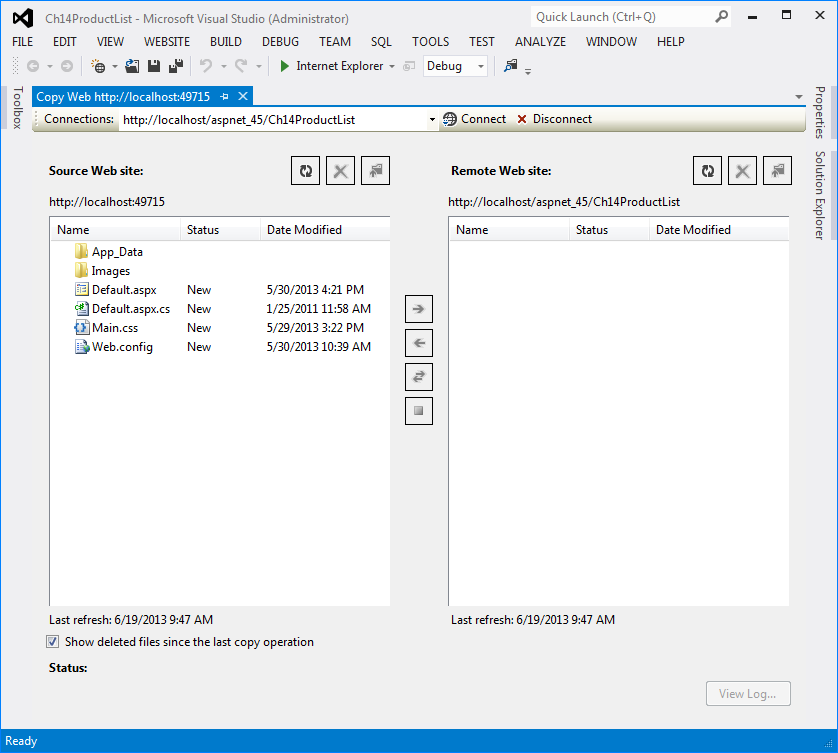 Ch14ProductList - Microsoft Visual Studio (Administrator)
Quick Launch (Ctrl+Q)
FILE EDIT VIEW WEBSITE BUILD DEBUG TEAM SQL TOOLS TEST ANALYZE WINDOW HELP
Internet Explorer Debug
Toolbox
Copy Web http://localhost:49715
Properties
Solution Explorer
Connections: http://localhost/aspnet_45/Ch14ProductList Connect Disconnect
Source Web site:
http://localhost:49715
Name Status Date Modified
App_Data
Images
Default.aspx New 5/30/2013 4:21 PM
Default.aspx.cs New 1/25/2011 11:58 AM
Main.css New 5/29/2013 3:22 PM
Web.config New 5/30/2013 10:39 AM
Last refresh: 6/19/2013 9:47 AM
Remote Web site:
http://localhost/aspnet_45/Ch14ProductList
Name Status Date Modified
Last refresh: 6/19/2013 9:47 AM
Show deleted files since the last copy operation
Status:
View Log...
Ready